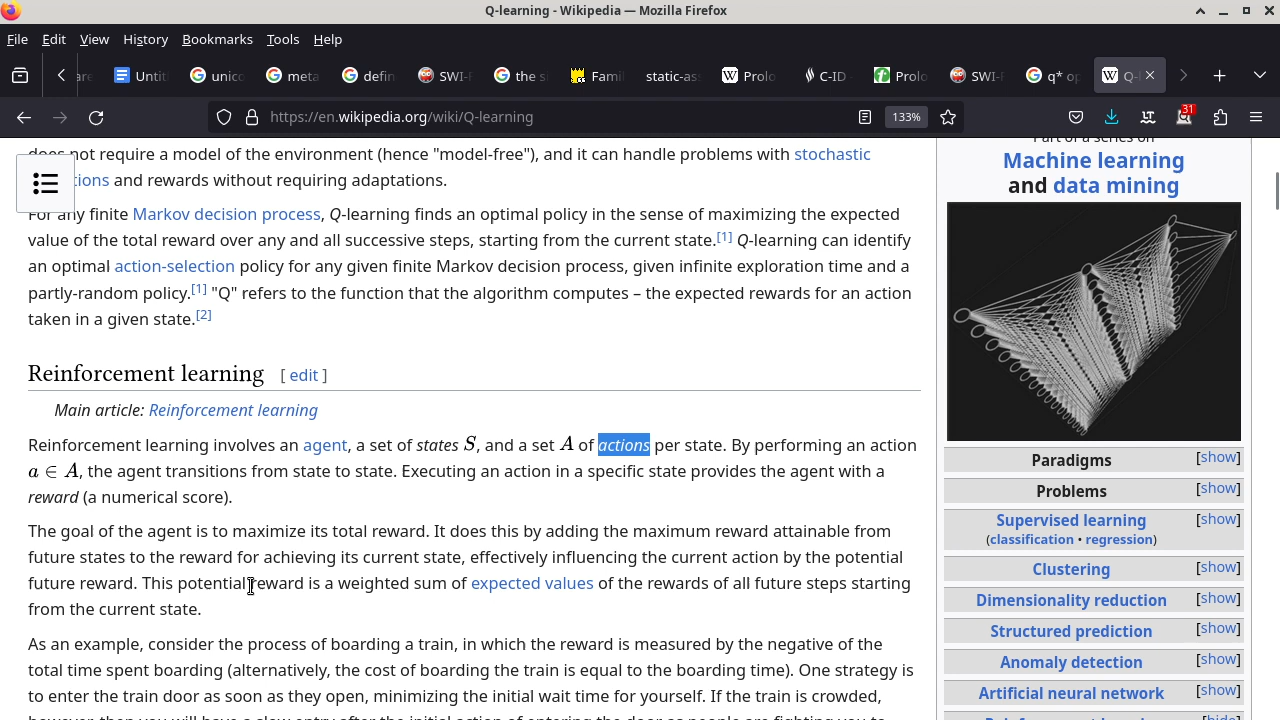 Q-learning - Wikipedia — Mozilla Firefox
File Edit View History Bookmarks Tools Help
Unti unico meta defin SWI- the s Fami static-as Prolo C-ID Prolo SWI- q* op Q-
https://en.wikipedia.org/wiki/Q-learning 133% 31
does not require a model of the environment (hence "model-free"), and it can handle problems with stochastic
and rewards without requiring adaptations.
For any finite Markov decision process, Q-learning finds an optimal policy in the sense of maximizing the expected
value of the total reward over any and all successive steps, starting from the current state.[1] Q-learning can identify
an optimal action-selection policy for any given finite Markov decision process, given infinite exploration time and a
partly-random policy.[1] "Q" refers to the function that the algorithm computes – the expected rewards for an action
taken in a given state.[2]
Reinforcement learning [ edit ]
Main article: Reinforcement learning
Reinforcement learning involves an agent, a set of states S, and a set A of actions per state. By performing an action
a ∈ A, the agent transitions from state to state. Executing an action in a specific state provides the agent with a
reward (a numerical score).
The goal of the agent is to maximize its total reward. It does this by adding the maximum reward attainable from
future states to the reward for achieving its current state, effectively influencing the current action by the potential
future reward. This potential reward is a weighted sum of expected values of the rewards of all future steps starting
from the current state.
As an example, consider the process of boarding a train, in which the reward is measured by the negative of the
total time spent boarding (alternatively, the cost of boarding the train is equal to the boarding time). One strategy is
to enter the train door as soon as they open, minimizing the initial wait time for yourself. If the train is crowded,
Part of a series on
Machine learning
and data mining
Paradigms [show]
Problems [show]
Supervised learning [show]
(classification • regression)
Clustering [show]
Dimensionality reduction [show]
Structured prediction [show]
Anomaly detection [show]
Artificial neural network [show]